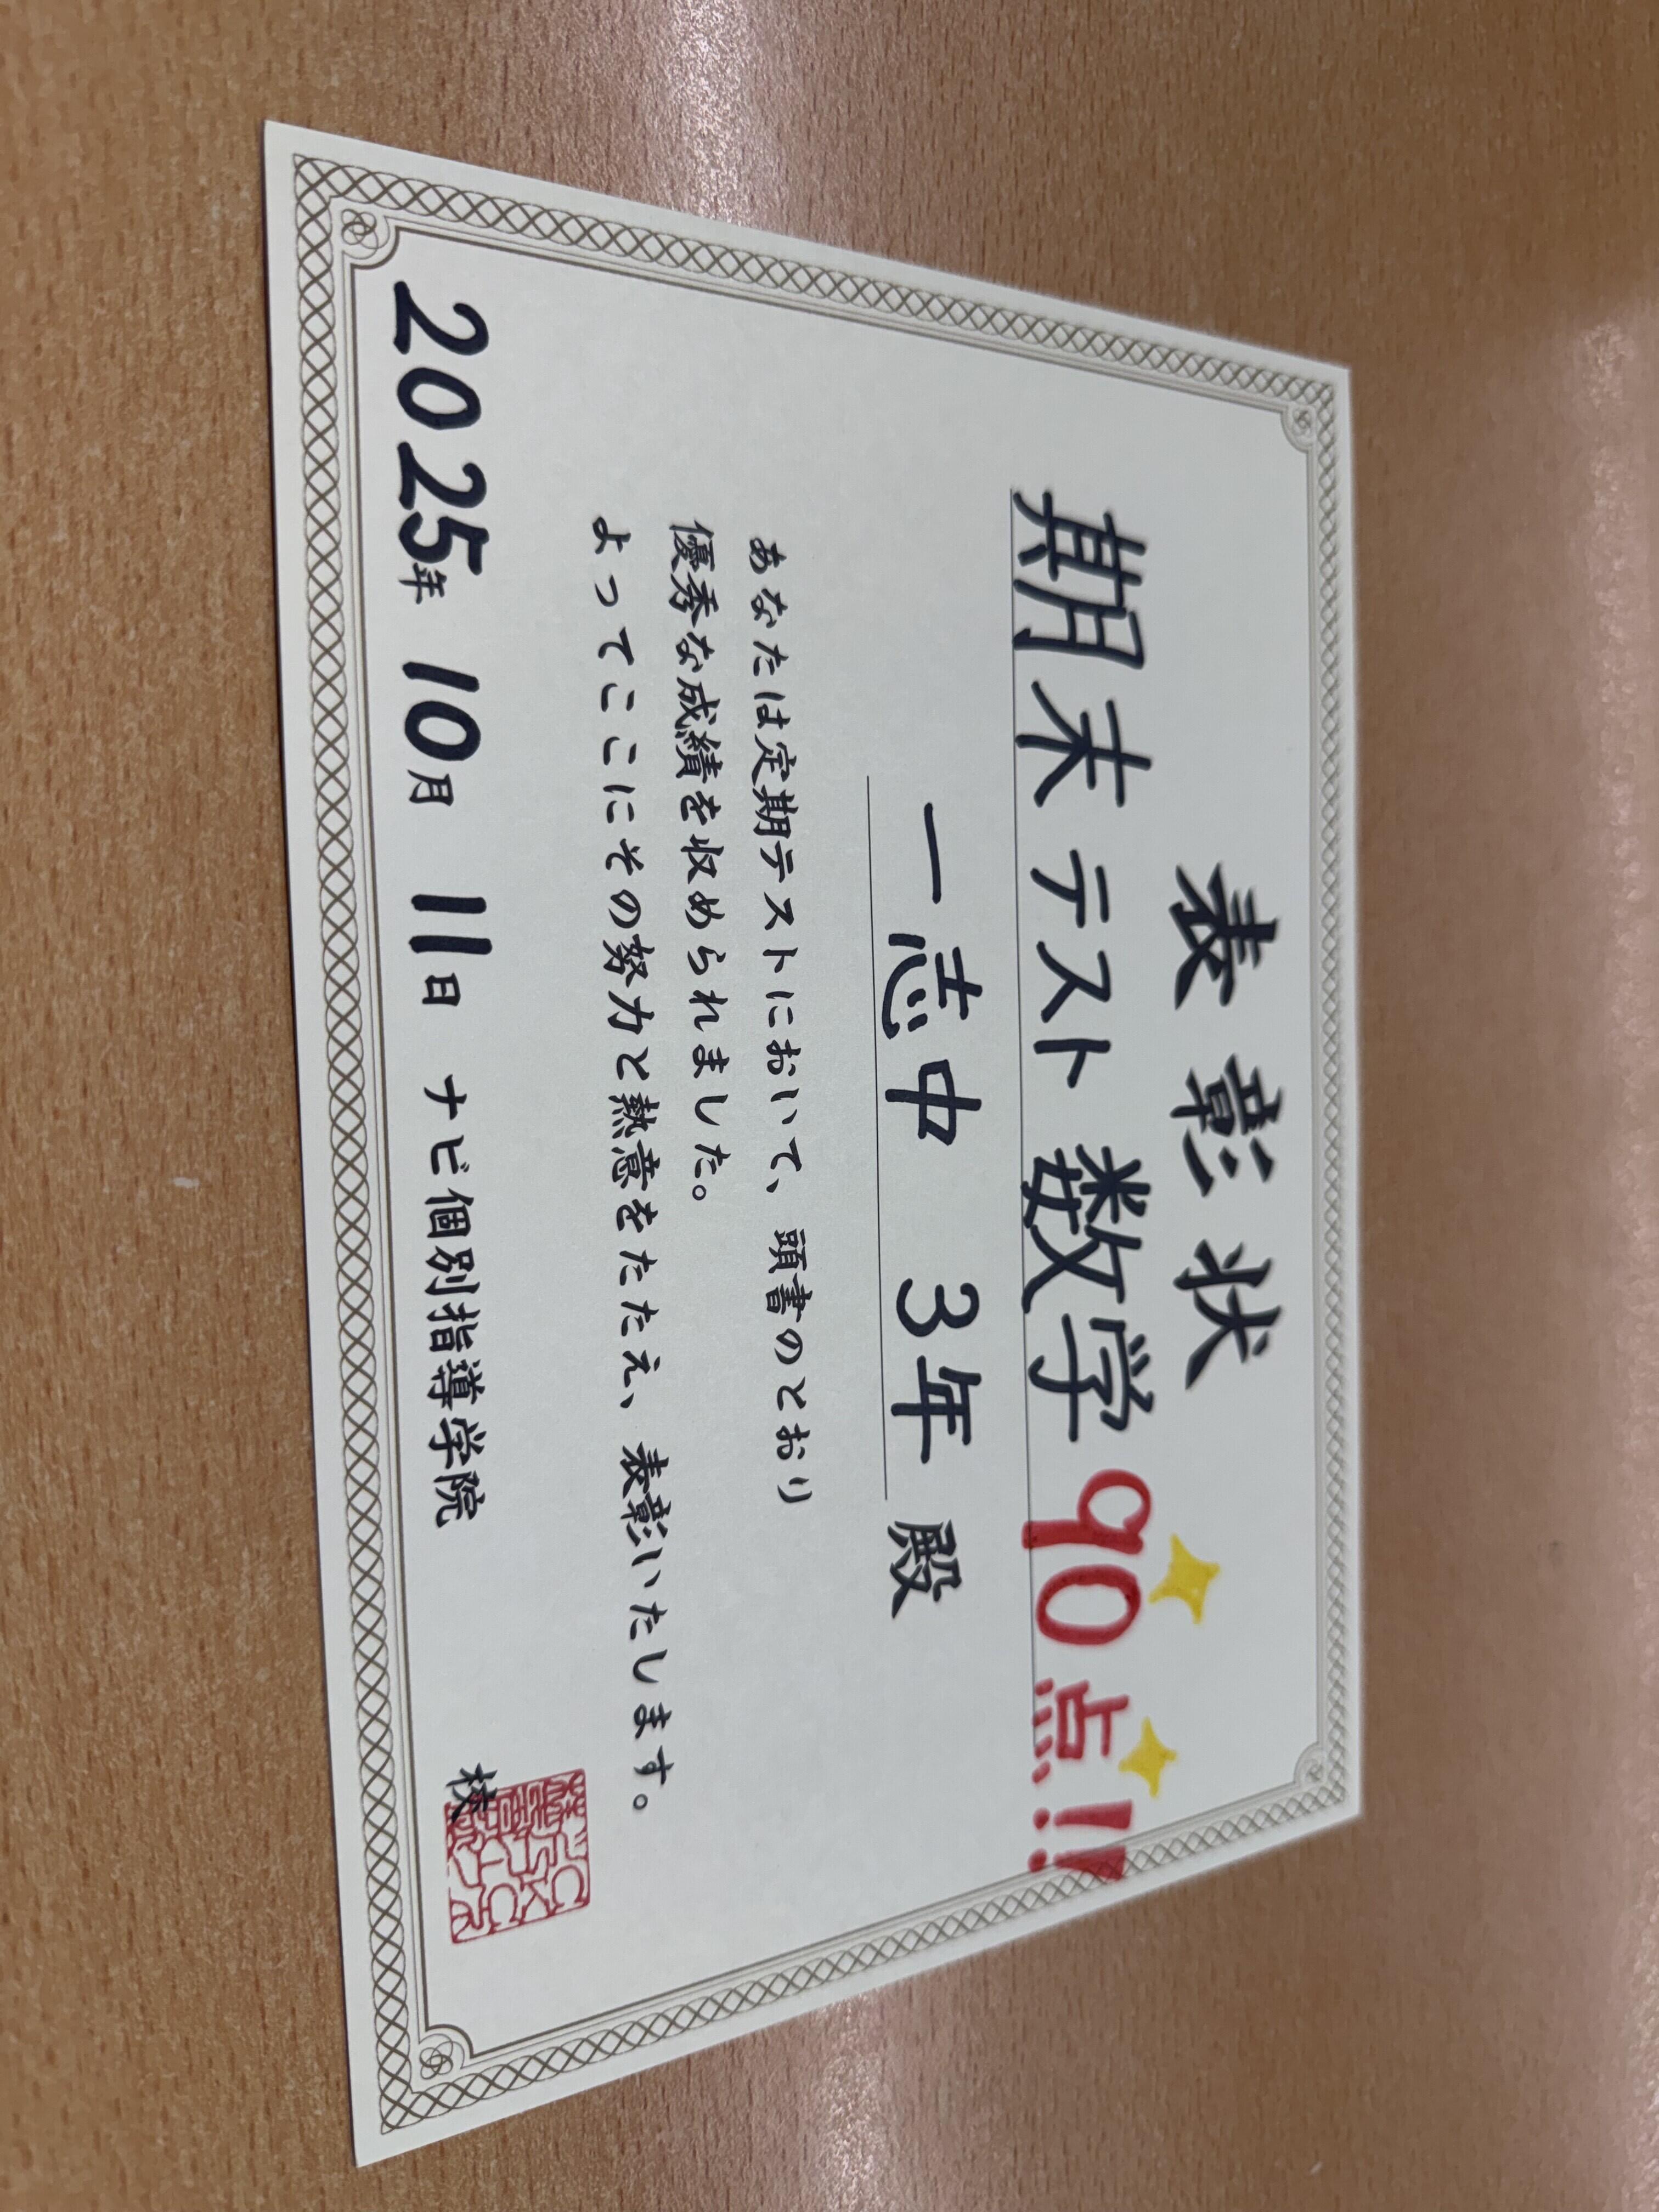 表彰状
期末テスト 数学 90点!!
一志中 3年 殿
あなたは定期テストにおいて、頭書のとおり
優秀な成績を収められました。
よってここにその努力と熱意をたたえ、表彰いたします。
2025年 10月 11日 ナビ個別指導学院 校